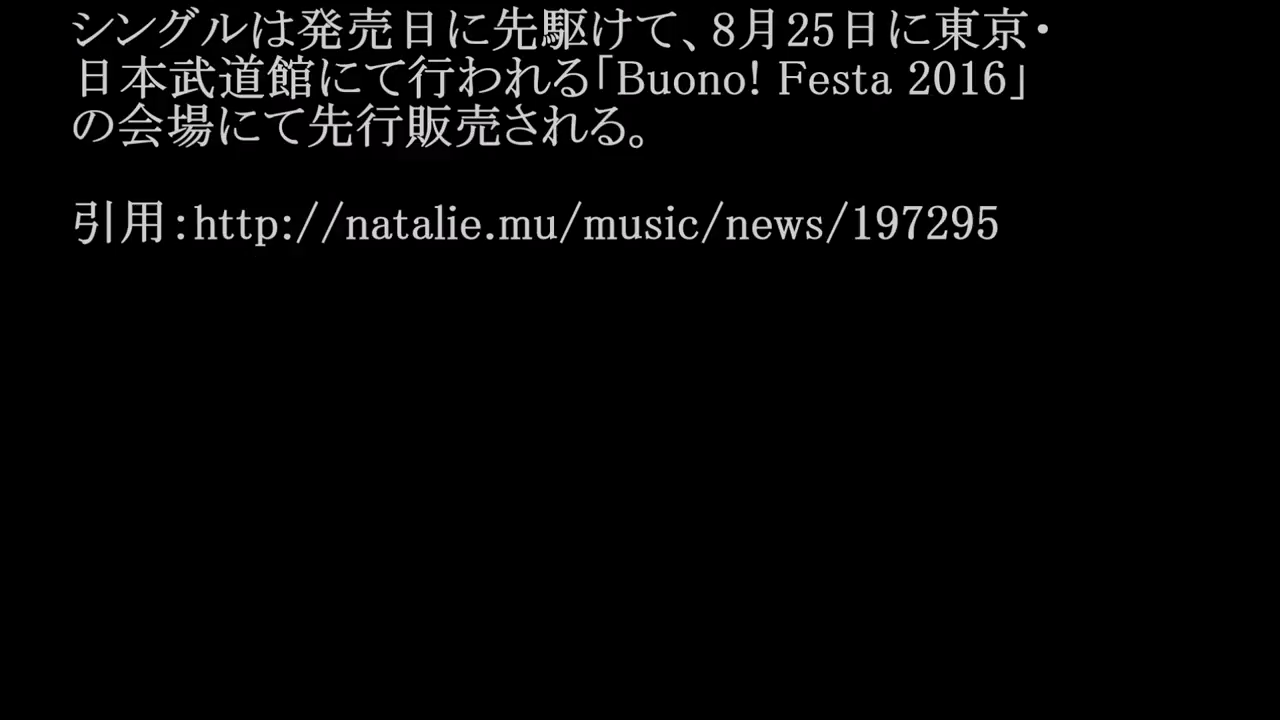 シングルは発売日に先駆けて、8月25日に東京・
日本武道館にて行われる「Buono! Festa 2016」
の会場にて先行販売される。
引用：http://natalie.mu/music/news/197295